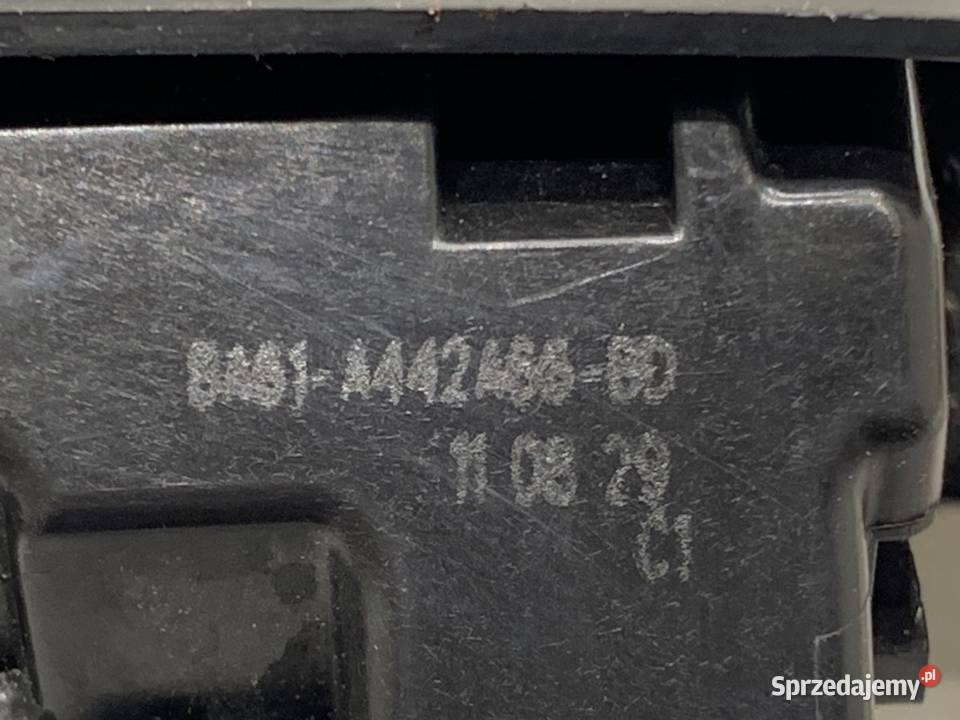 8A61-A442A66-BD
11 08 29
C1
Sprzedajemy.pl